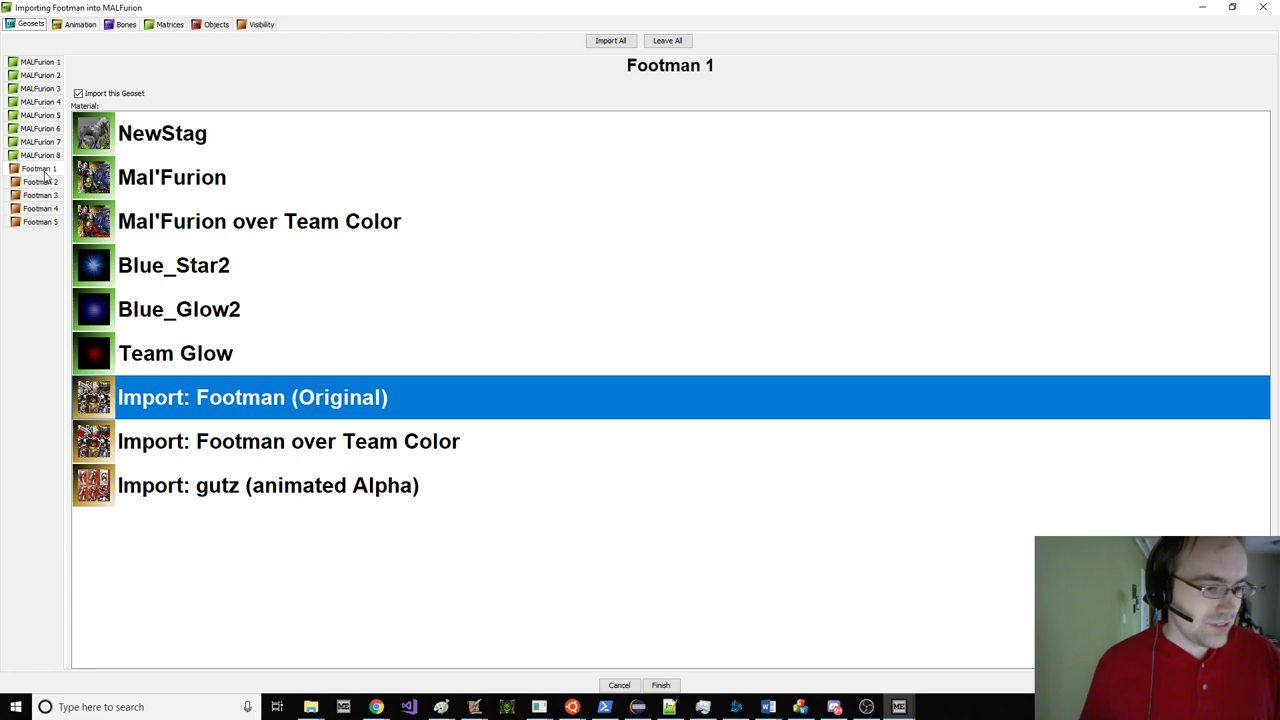 Importing Footman into MALFurion
Geosets Animation Bones Matrices Objects Visibility
Import All Leave All
Footman 1
Import this Geoset
Material:
MALFurion 1
MALFurion 2
MALFurion 3
MALFurion 4
MALFurion 5
MALFurion 6
MALFurion 7
MALFurion 8
Footman 1
Footman 2
Footman 3
Footman 4
Footman 5
NewStag
Mal'Furion
Mal'Furion over Team Color
Blue_Star2
Blue_Glow2
Team Glow
Import: Footman (Original)
Import: Footman over Team Color
Import: gutz (animated Alpha)
Cancel Finish
Type here to search
ME
ME